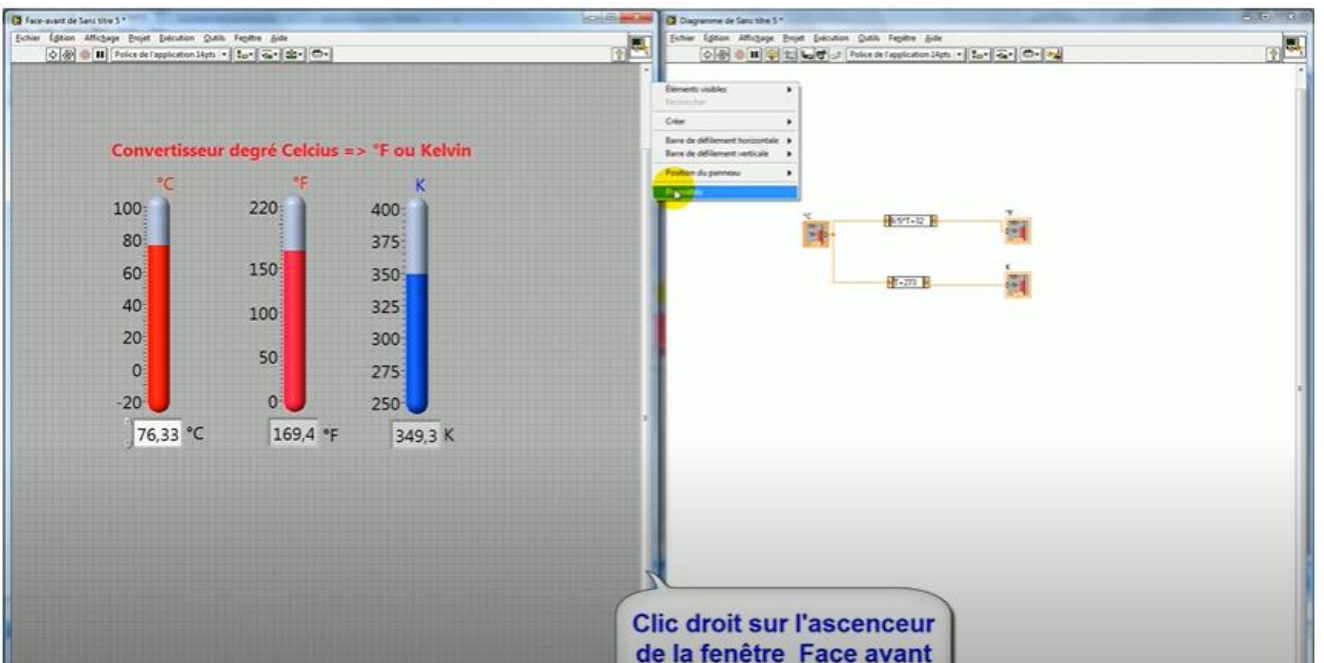 Face-avant de Sans titre 5 *
Fichier Édition Affichage Projet Exécution Outils Fenêtre Aide
Police de l'application 14pts
Diagramme de Sans titre 5 *
Fichier Édition Affichage Projet Exécution Outils Fenêtre Aide
Police de l'application 14pts
Éléments visibles
Rechercher
Créer
Barre de défilement horizontale
Barre de défilement verticale
Position du panneau
Convertisseur degré Celcius => °F ou Kelvin
°C °F K
100 220 400
80 375
60 150 350
40 100 325
20 300
0 50 275
-20 0 250
76,33 °C 169,4 °F 349,3 K
°C °F
K
Clic droit sur l'ascenceur
de la fenêtre Face avant